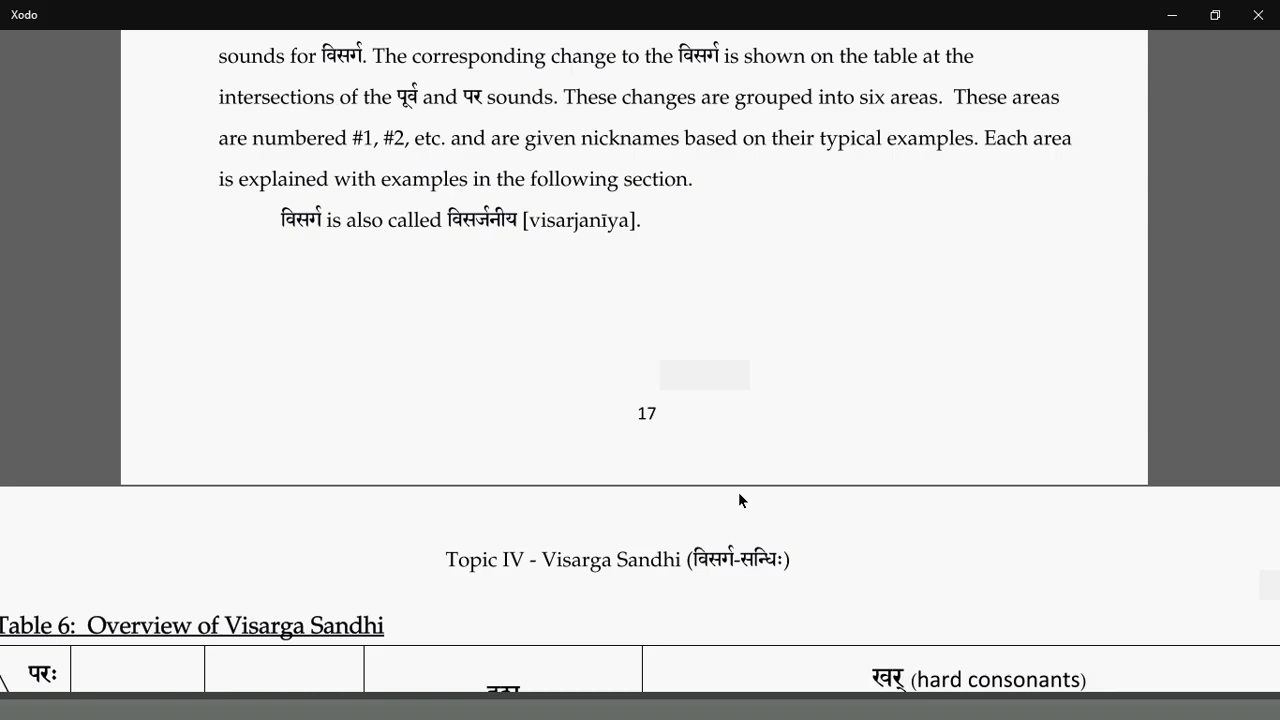 Xodo
sounds for विसर्ग. The corresponding change to the विसर्ग is shown on the table at the
intersections of the पूर्व and पर sounds. These changes are grouped into six areas.  These areas
are numbered #1, #2, etc. and are given nicknames based on their typical examples. Each area
is explained with examples in the following section.
विसर्ग is also called विसर्जनीय [visarjanīya].
17
Topic IV - Visarga Sandhi (विसर्ग-सन्धिः)
Table 6:  Overview of Visarga Sandhi
परः
खर् (hard consonants)